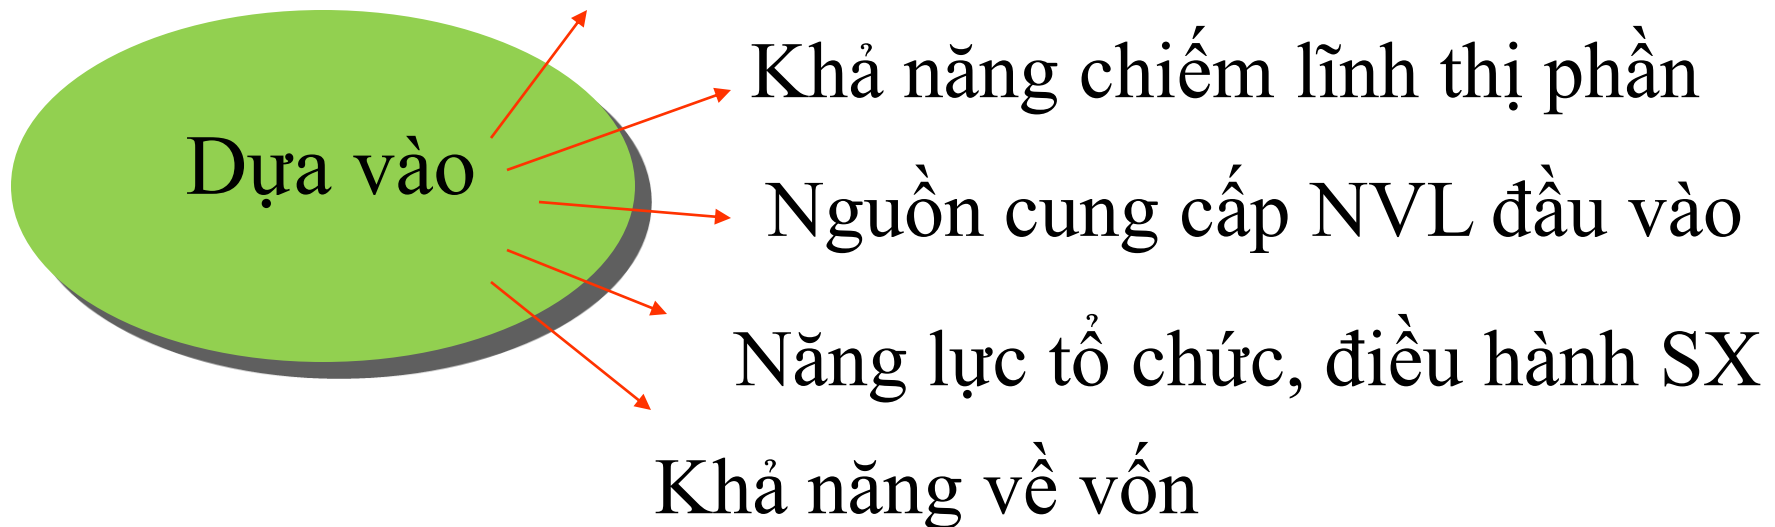 Dựa vào
Khả năng chiếm lĩnh thị phần
Nguồn cung cấp NVL đầu vào
Năng lực tổ chức, điều hành SX
Khả năng về vốn